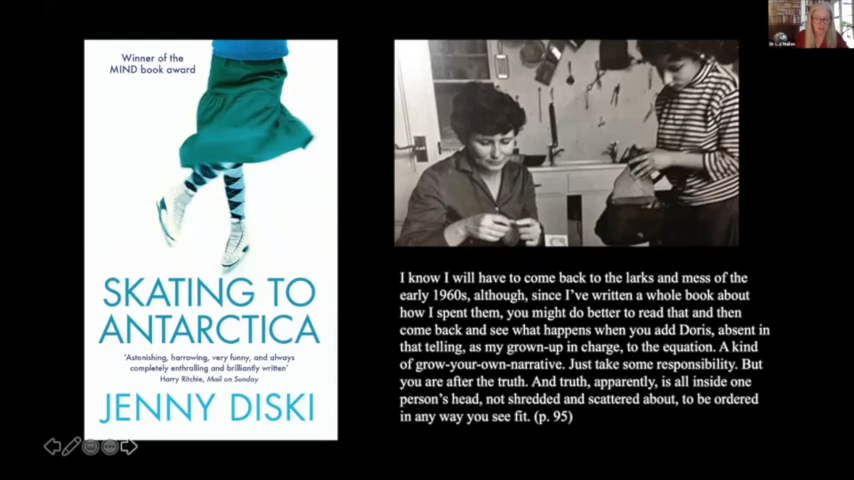 Winner of the
MIND book award
SKATING TO
ANTARCTICA
'Astonishing, harrowing, very funny, and always
completely enthralling and brilliantly written'
Harry Ritchie, Mail on Sunday
JENNY DISKI
I know I will have to come back to the larks and mess of the
early 1960s, although, since I've written a whole book about
how I spent them, you might do better to read that and then
come back and see what happens when you add Doris, absent in
that telling, as my grown-up in charge, to the equation. A kind
of grow-your-own-narrative. Just take some responsibility. But
you are after the truth. And truth, apparently, is all inside one
person's head, not shredded and scattered about, to be ordered
in any way you see fit. (p. 95)